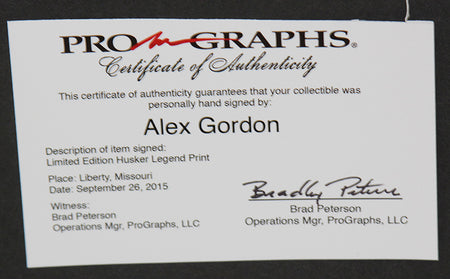 PRO GRAPHS®
Certificate of Authenticity
This certificate of authenticity guarantees that your collectible was
personally hand signed by:
Alex Gordon
Description of item signed:
Limited Edition Husker Legend Print
Place: Liberty, Missouri
Date: September 26, 2015
Bradley Peterson
Witness:
Brad Peterson
Operations Mgr, ProGraphs, LLC
Brad Peterson
Operations Mgr, ProGraphs, LLC